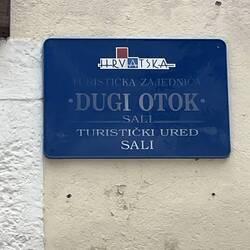 HRVATSKA
TURISTIČKA ZAJEDNICA
DUGI OTOK
SALI
TURISTIČKI URED
SALI